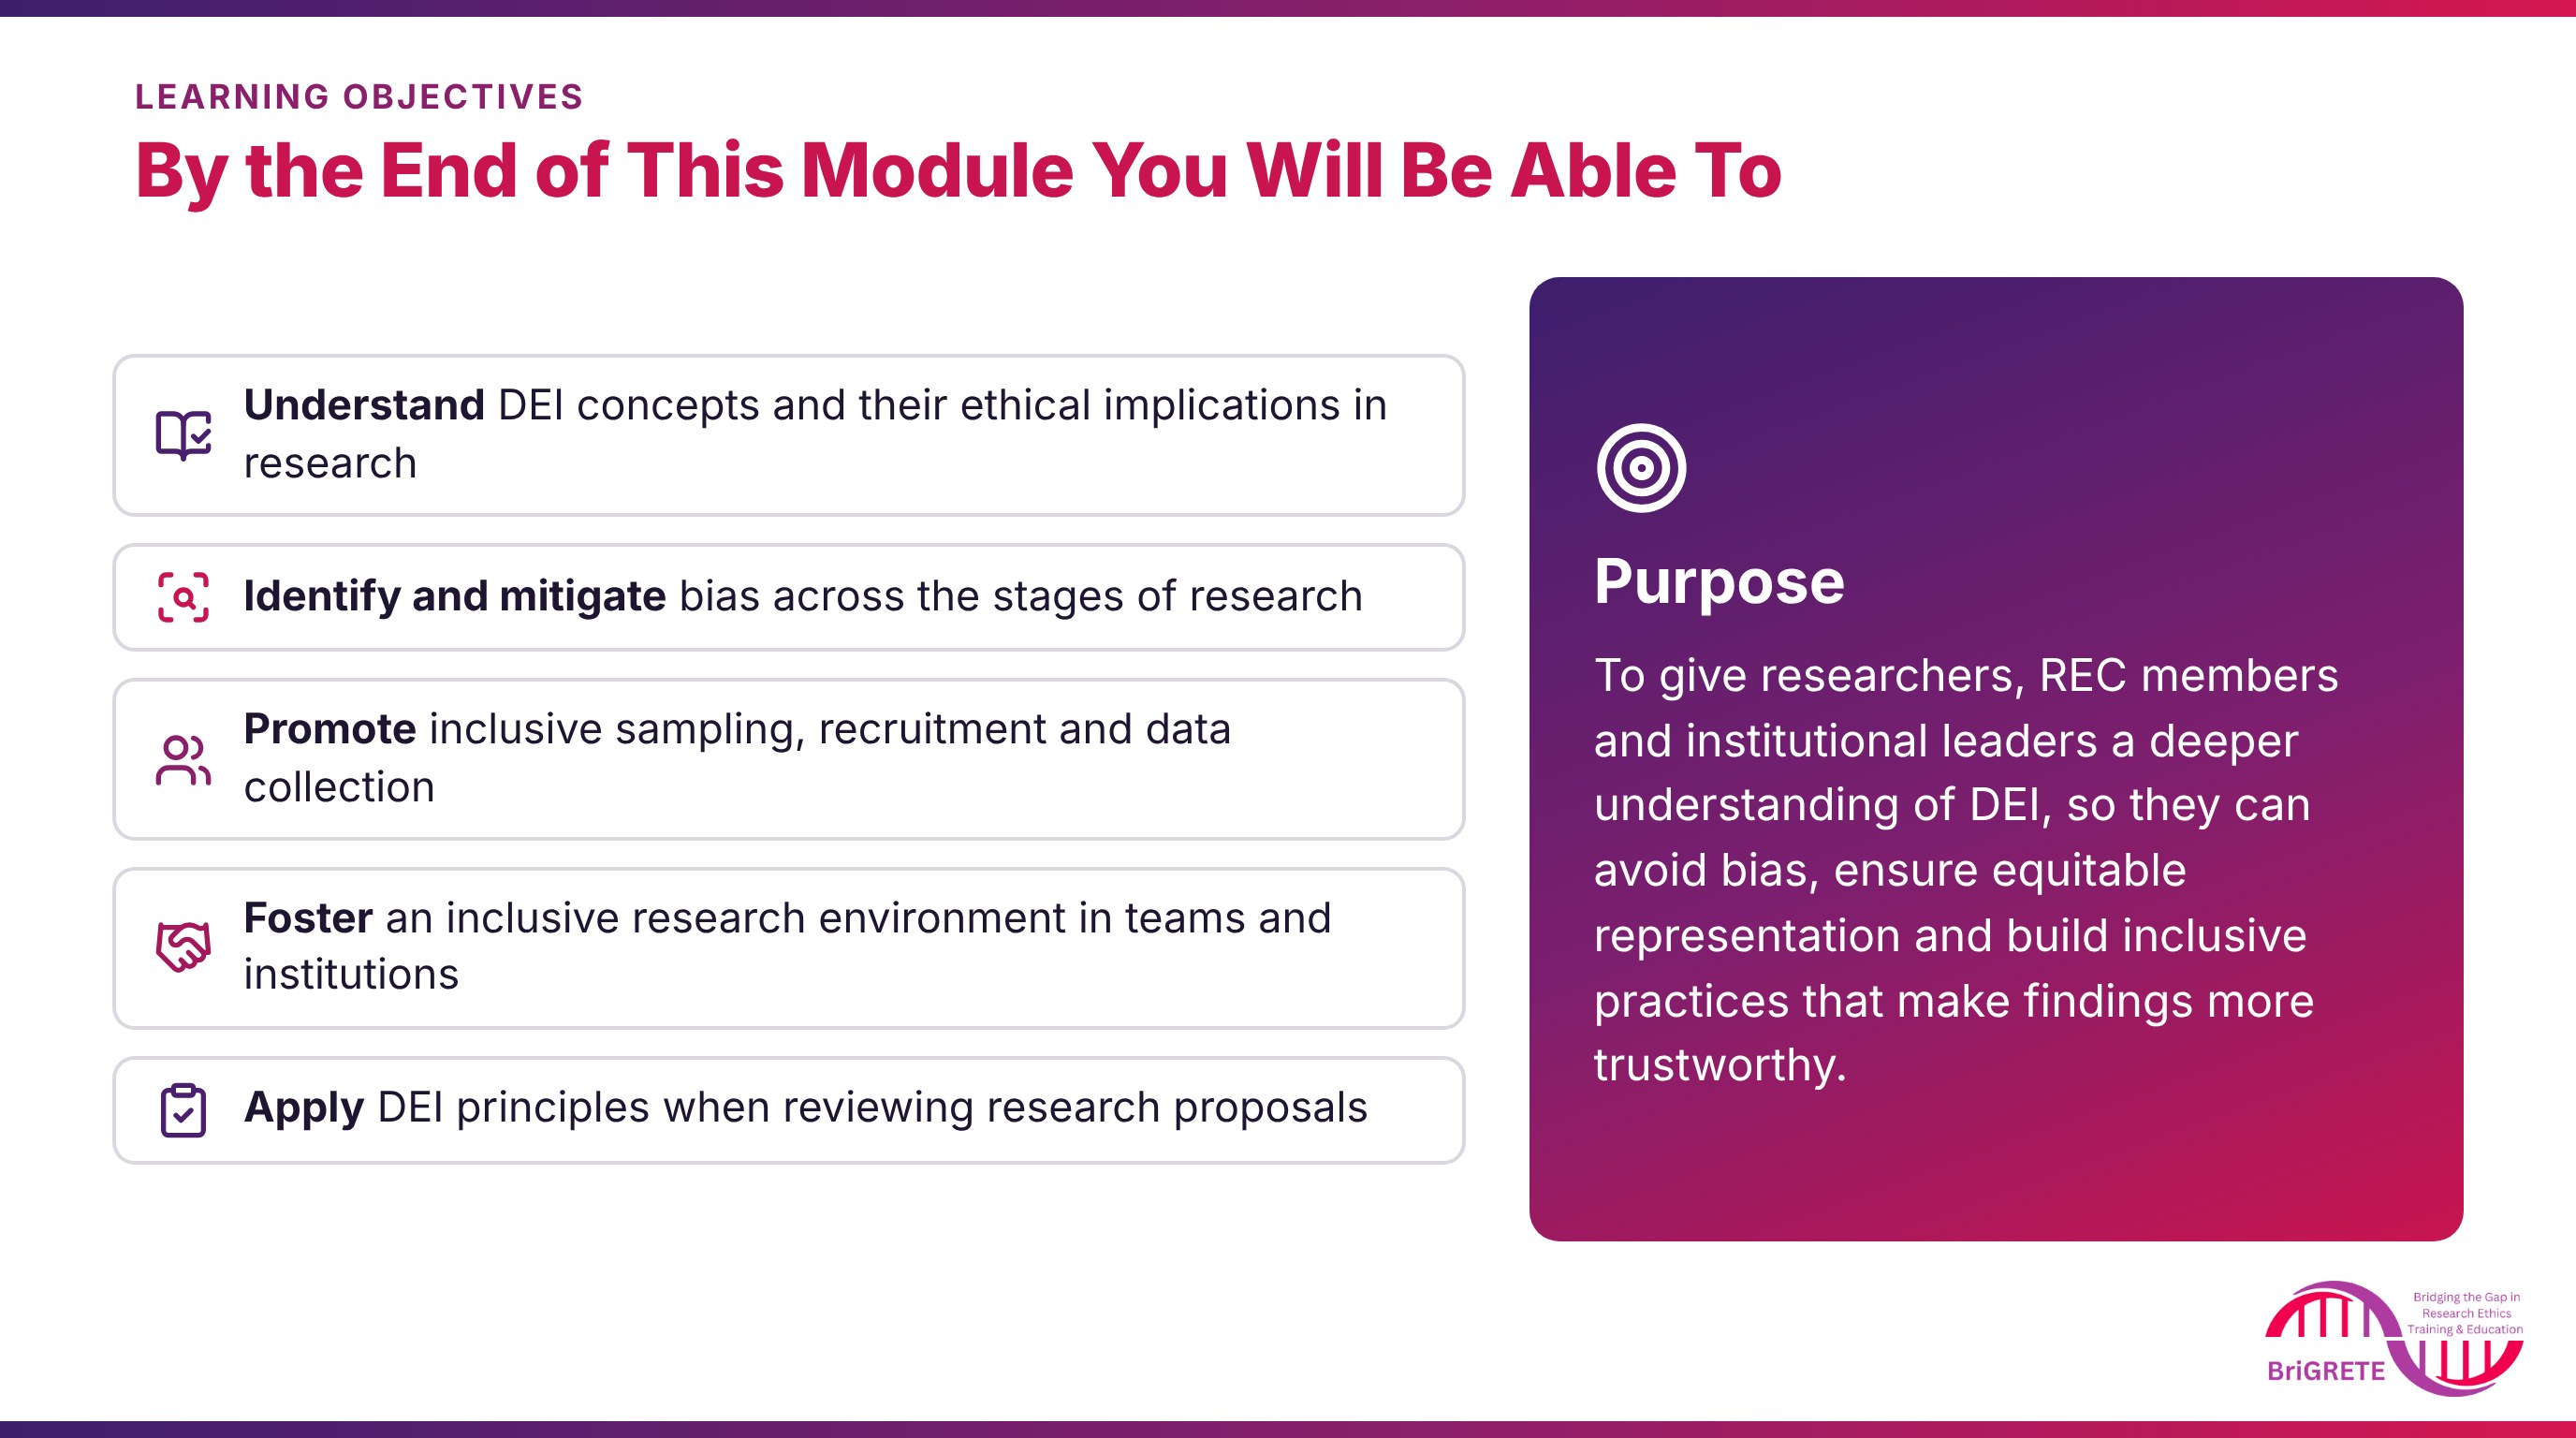 LEARNING OBJECTIVES
By the End of This Module You Will Be Able To
Understand DEI concepts and their ethical implications in
research
Identify and mitigate bias across the stages of research
Promote inclusive sampling, recruitment and data
collection
Foster an inclusive research environment in teams and
institutions
Apply DEI principles when reviewing research proposals
Purpose
To give researchers, REC members
and institutional leaders a deeper
understanding of DEI, so they can
avoid bias, ensure equitable
representation and build inclusive
practices that make findings more
trustworthy.
Bridging the Gap in
Research Ethics
Training & Education
BriGRETE